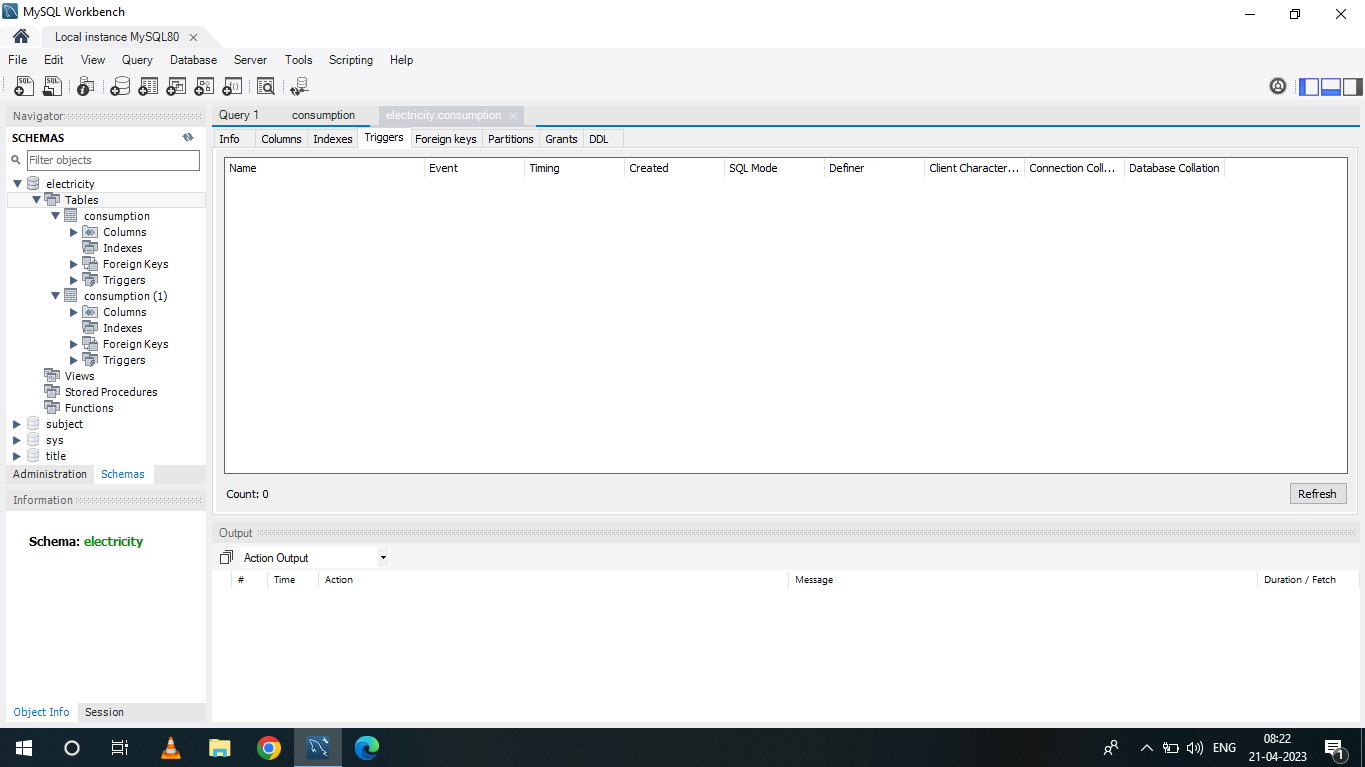 MySQL Workbench
Local instance MySQL80
File Edit View Query Database Server Tools Scripting Help
Navigator
SCHEMAS
Filter objects
electricity
Tables
consumption
Columns
Indexes
Foreign Keys
Triggers
consumption (1)
Columns
Indexes
Foreign Keys
Triggers
Views
Stored Procedures
Functions
subject
sys
title
Administration Schemas
Information
Schema: electricity
Object Info Session
Query 1 consumption electricity.consumption
Info Columns Indexes Triggers Foreign keys Partitions Grants DDL
Name Event Timing Created SQL Mode Definer Client Character... Connection Coll... Database Collation
Count: 0
Refresh
Output
Action Output
# Time Action Message Duration / Fetch
ENG
08:22
21-04-2023
1